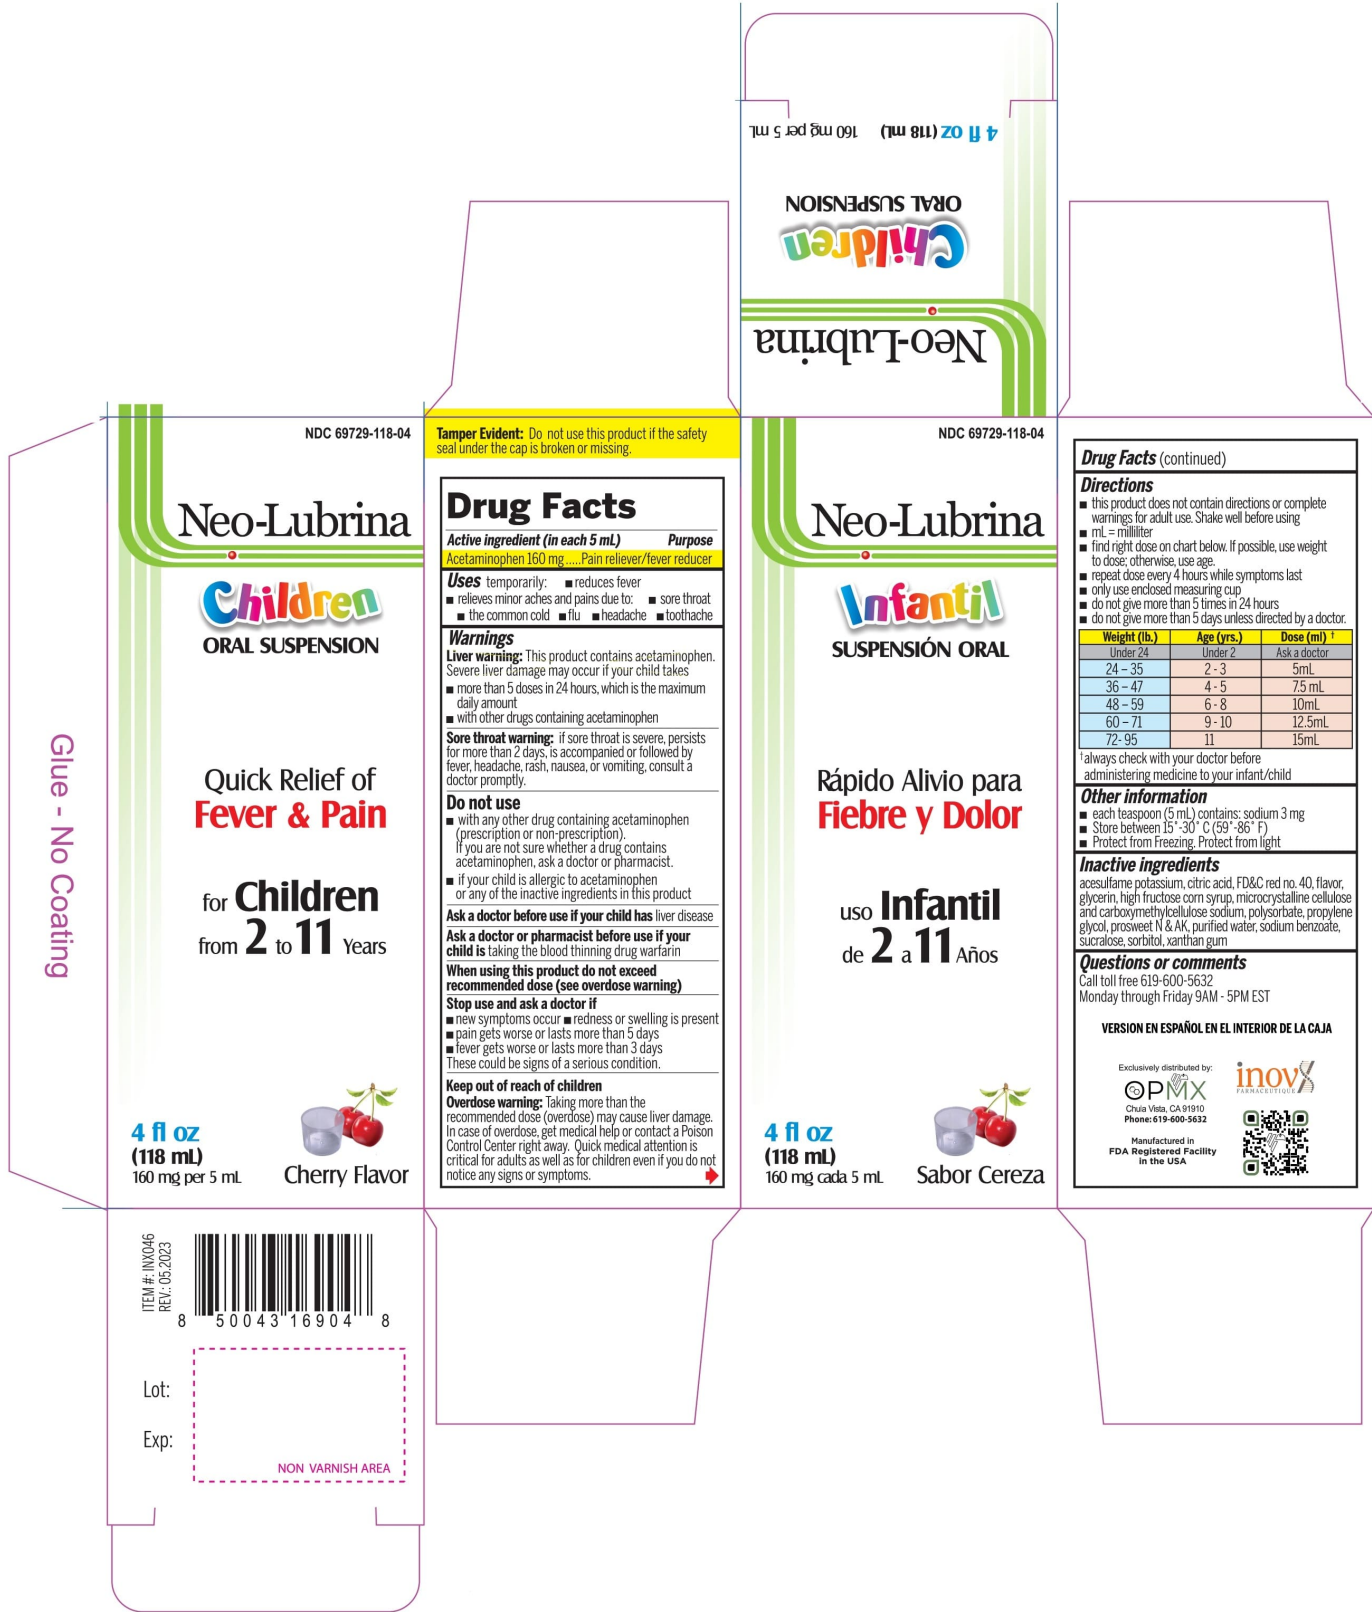 4 fl oz (118 mL) 160 mg per 5 mL
ORAL SUSPENSION
Children
Neo-Lubrina
Glue - No Coating
NDC 69729-118-04
Neo-Lubrina
Children
ORAL SUSPENSION
Quick Relief of
Fever & Pain
for Children
from 2 to 11 Years
4 fl oz
(118 mL)
160 mg per 5 mL
Cherry Flavor
Tamper Evident: Do not use this product if the safety
seal under the cap is broken or missing.
Drug Facts
Active ingredient (in each 5 mL) Purpose
Acetaminophen 160 mg .....Pain reliever/fever reducer
Uses temporarily: ■ reduces fever
■ relieves minor aches and pains due to: ■ sore throat
■ the common cold ■ flu ■ headache ■ toothache
Warnings
Liver warning: This product contains acetaminophen.
Severe liver damage may occur if your child takes
■ more than 5 doses in 24 hours, which is the maximum
daily amount
■ with other drugs containing acetaminophen
Sore throat warning: if sore throat is severe, persists
for more than 2 days, is accompanied or followed by
fever, headache, rash, nausea, or vomiting, consult a
doctor promptly.
Do not use
■ with any other drug containing acetaminophen
(prescription or non-prescription).
If you are not sure whether a drug contains
acetaminophen, ask a doctor or pharmacist.
■ if your child is allergic to acetaminophen
or any of the inactive ingredients in this product
Ask a doctor before use if your child has liver disease
Ask a doctor or pharmacist before use if your
child is taking the blood thinning drug warfarin
When using this product do not exceed
recommended dose (see overdose warning)
Stop use and ask a doctor if
■ new symptoms occur ■ redness or swelling is present
■ pain gets worse or lasts more than 5 days
■ fever gets worse or lasts more than 3 days
These could be signs of a serious condition.
Keep out of reach of children
Overdose warning: Taking more than the
recommended dose (overdose) may cause liver damage.
In case of overdose, get medical help or contact a Poison
Control Center right away. Quick medical attention is
critical for adults as well as for children even if you do not
notice any signs or symptoms.
NDC 69729-118-04
Neo-Lubrina
Infantil
SUSPENSIÓN ORAL
Rápido Alivio para
Fiebre y Dolor
uso Infantil
de 2 a 11 Años
4 fl oz
(118 mL)
160 mg cada 5 mL
Sabor Cereza
Drug Facts (continued)
Directions
■ this product does not contain directions or complete
warnings for adult use. Shake well before using
■ mL = milliliter
■ find right dose on chart below. If possible, use weight
to dose; otherwise, use age.
■ repeat dose every 4 hours while symptoms last
■ only use enclosed measuring cup
■ do not give more than 5 times in 24 hours
■ do not give more than 5 days unless directed by a doctor.
Weight (lb.) Age (yrs.) Dose (ml) †
Under 24 Under 2 Ask a doctor
24 – 35 2 - 3 5mL
36 – 47 4 - 5 7.5 mL
48 – 59 6 - 8 10mL
60 – 71 9 - 10 12.5mL
72- 95 11 15mL
†always check with your doctor before
administering medicine to your infant/child
Other information
■ each teaspoon (5 mL) contains: sodium 3 mg
■ Store between 15˚-30˚ C (59˚-86˚ F)
■ Protect from Freezing. Protect from light
Inactive ingredients
acesulfame potassium, citric acid, FD&C red no. 40, flavor,
glycerin, high fructose corn syrup, microcrystalline cellulose
and carboxymethylcellulose sodium, polysorbate, propylene
glycol, prosweet N & AK, purified water, sodium benzoate,
sucralose, sorbitol, xanthan gum
Questions or comments
Call toll free 619-600-5632
Monday through Friday 9AM - 5PM EST
VERSION EN ESPAÑOL EN EL INTERIOR DE LA CAJA
Exclusively distributed by:
OPMX
Chula Vista, CA 91910
Phone: 619-600-5632
Manufactured in
FDA Registered Facility
in the USA
inovX
FARMACEUTIQUE
ITEM #: INX046
REV.: 05.2023
8 50043 16904 8
Lot:
Exp:
NON VARNISH AREA